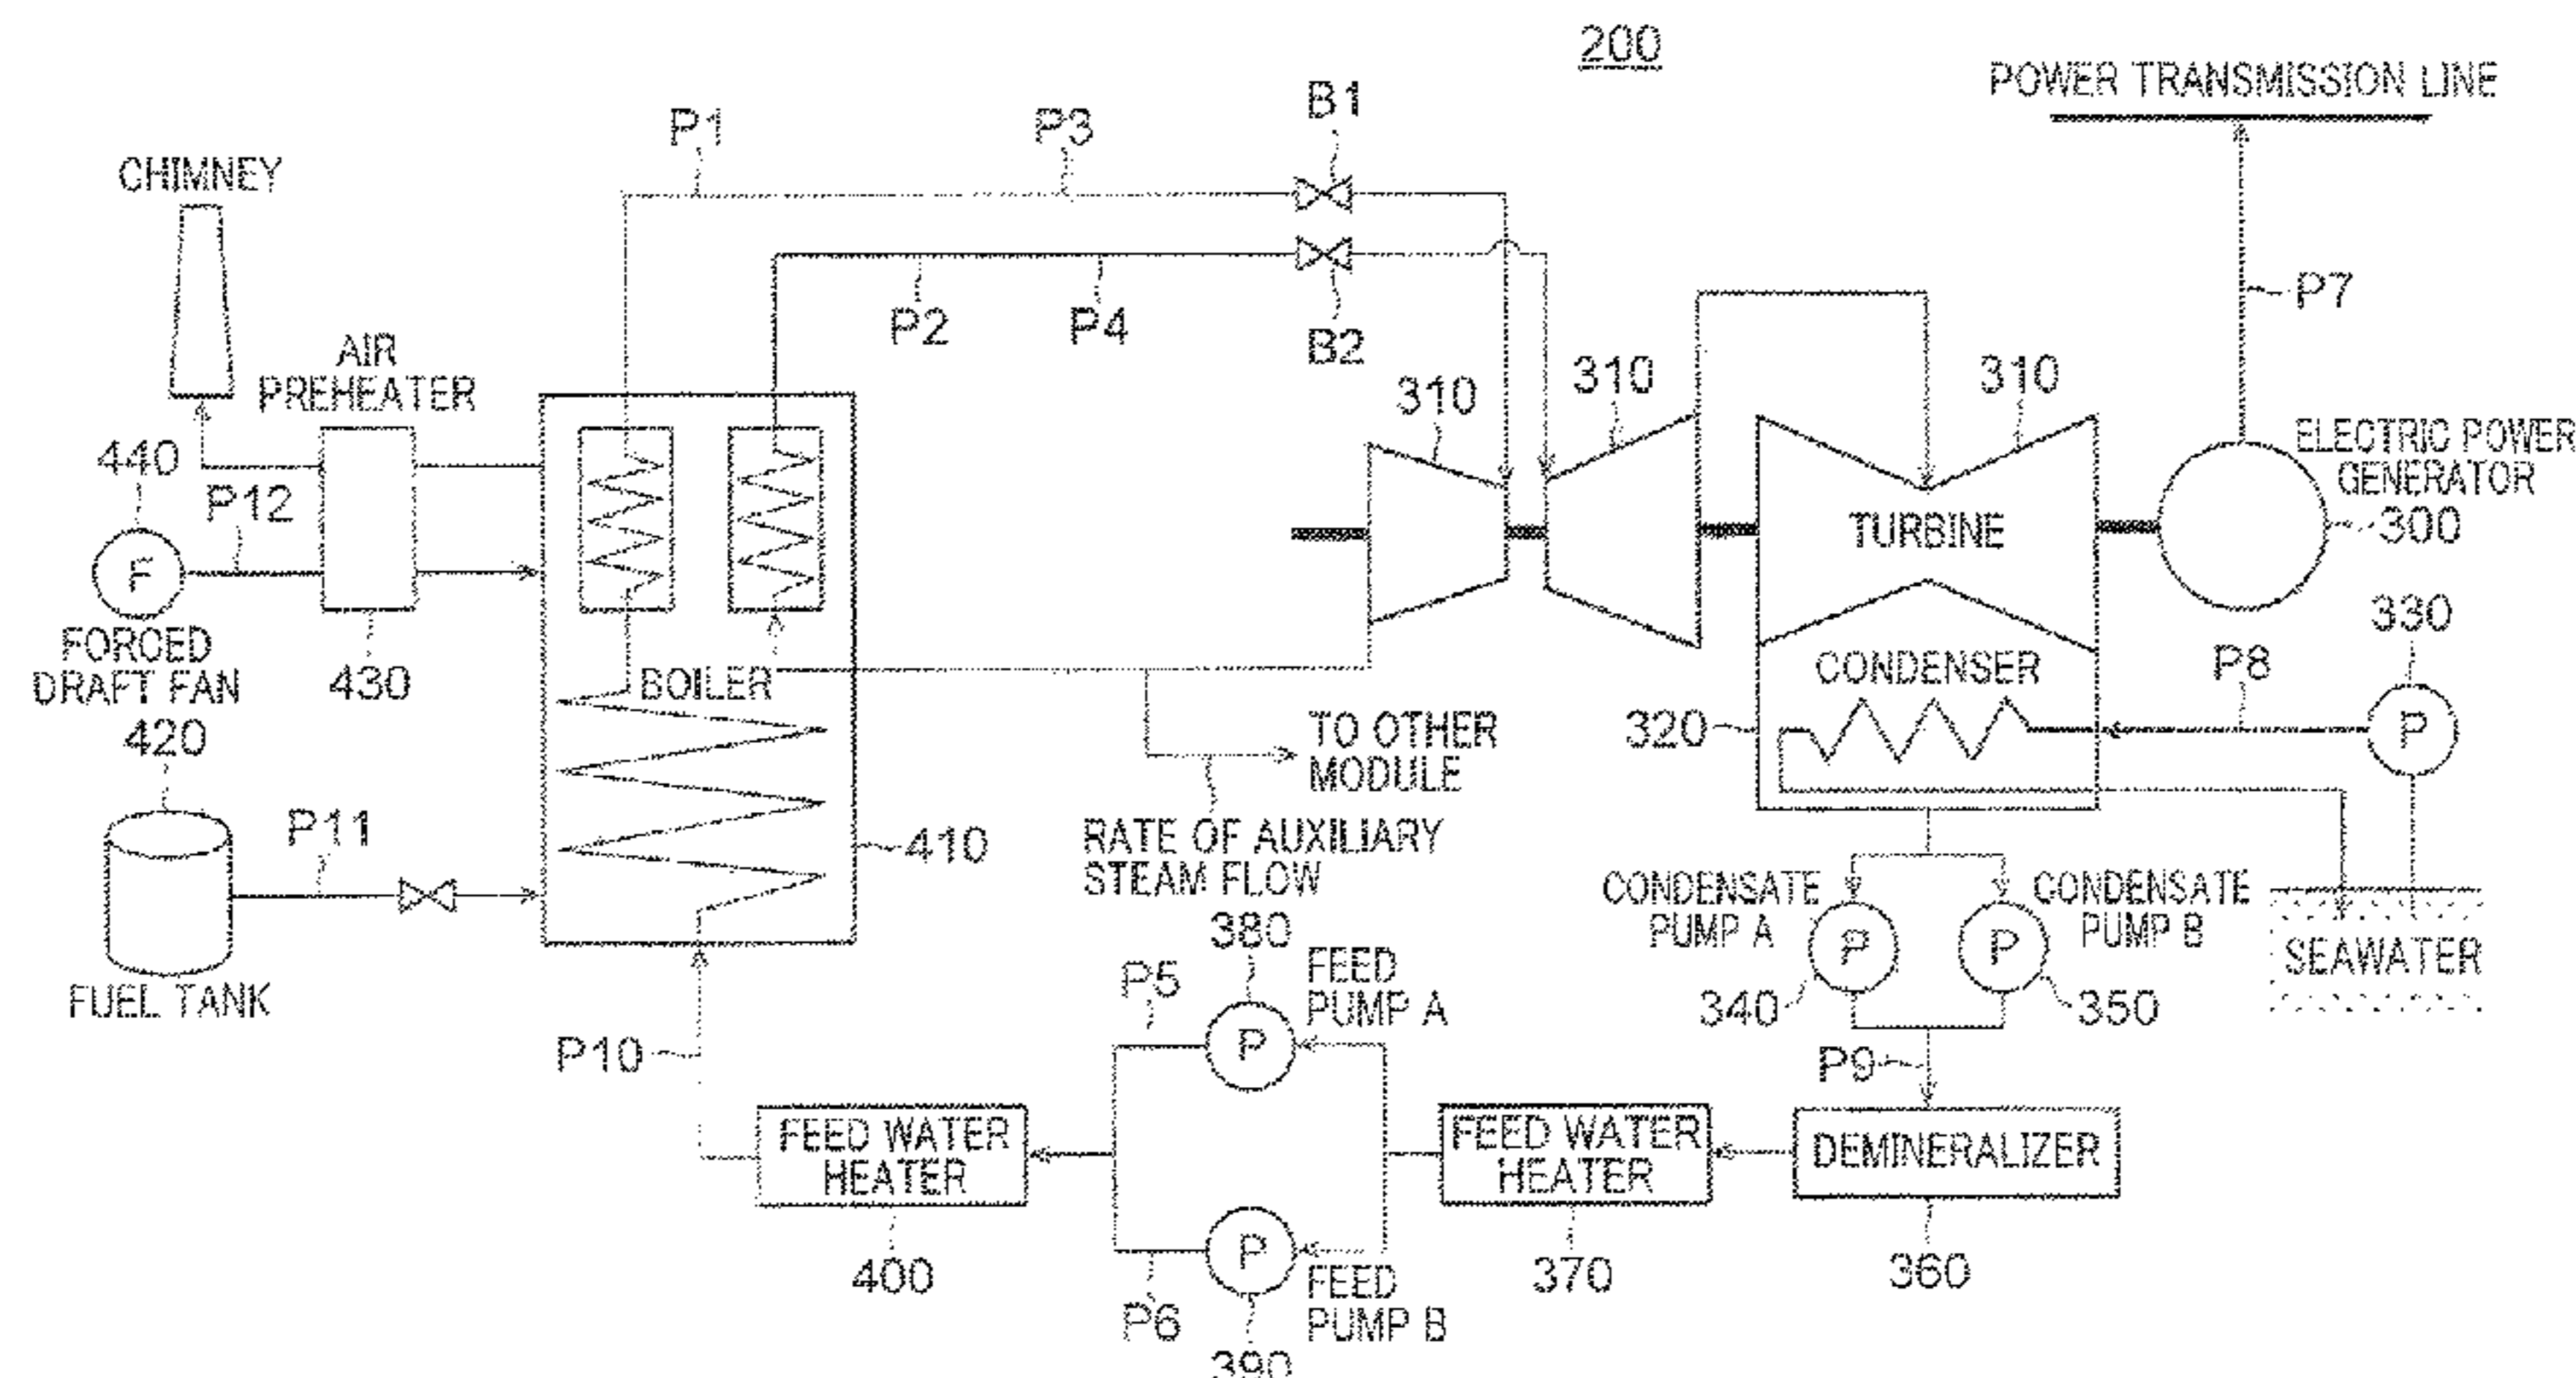 200
POWER TRANSMISSION LINE
B1
P1
P3
CHIMNEY
P7
P2
P4
B2
AIR
PREHEATER
310
310
310
440
P12
ELECTRIC POWER
GENERATOR
300
F
TURBINE
FORCED
DRAFT FAN
430
BOILER
CONDENSER
P8
330
420
320
P
TO OTHER
MODULE
P11
410
RATE OF AUXILIARY
STEAM FLOW
CONDENSATE
PUMP A
CONDENSATE
PUMP B
P
P
SEAWATER
FUEL TANK
380
FEED
PUMP A
340
350
P5
P
P10
P9
FEED WATER
HEATER
FEED WATER
HEATER
DEMINERALIZER
400
P
370
360
P6
FEED
PUMP B
390